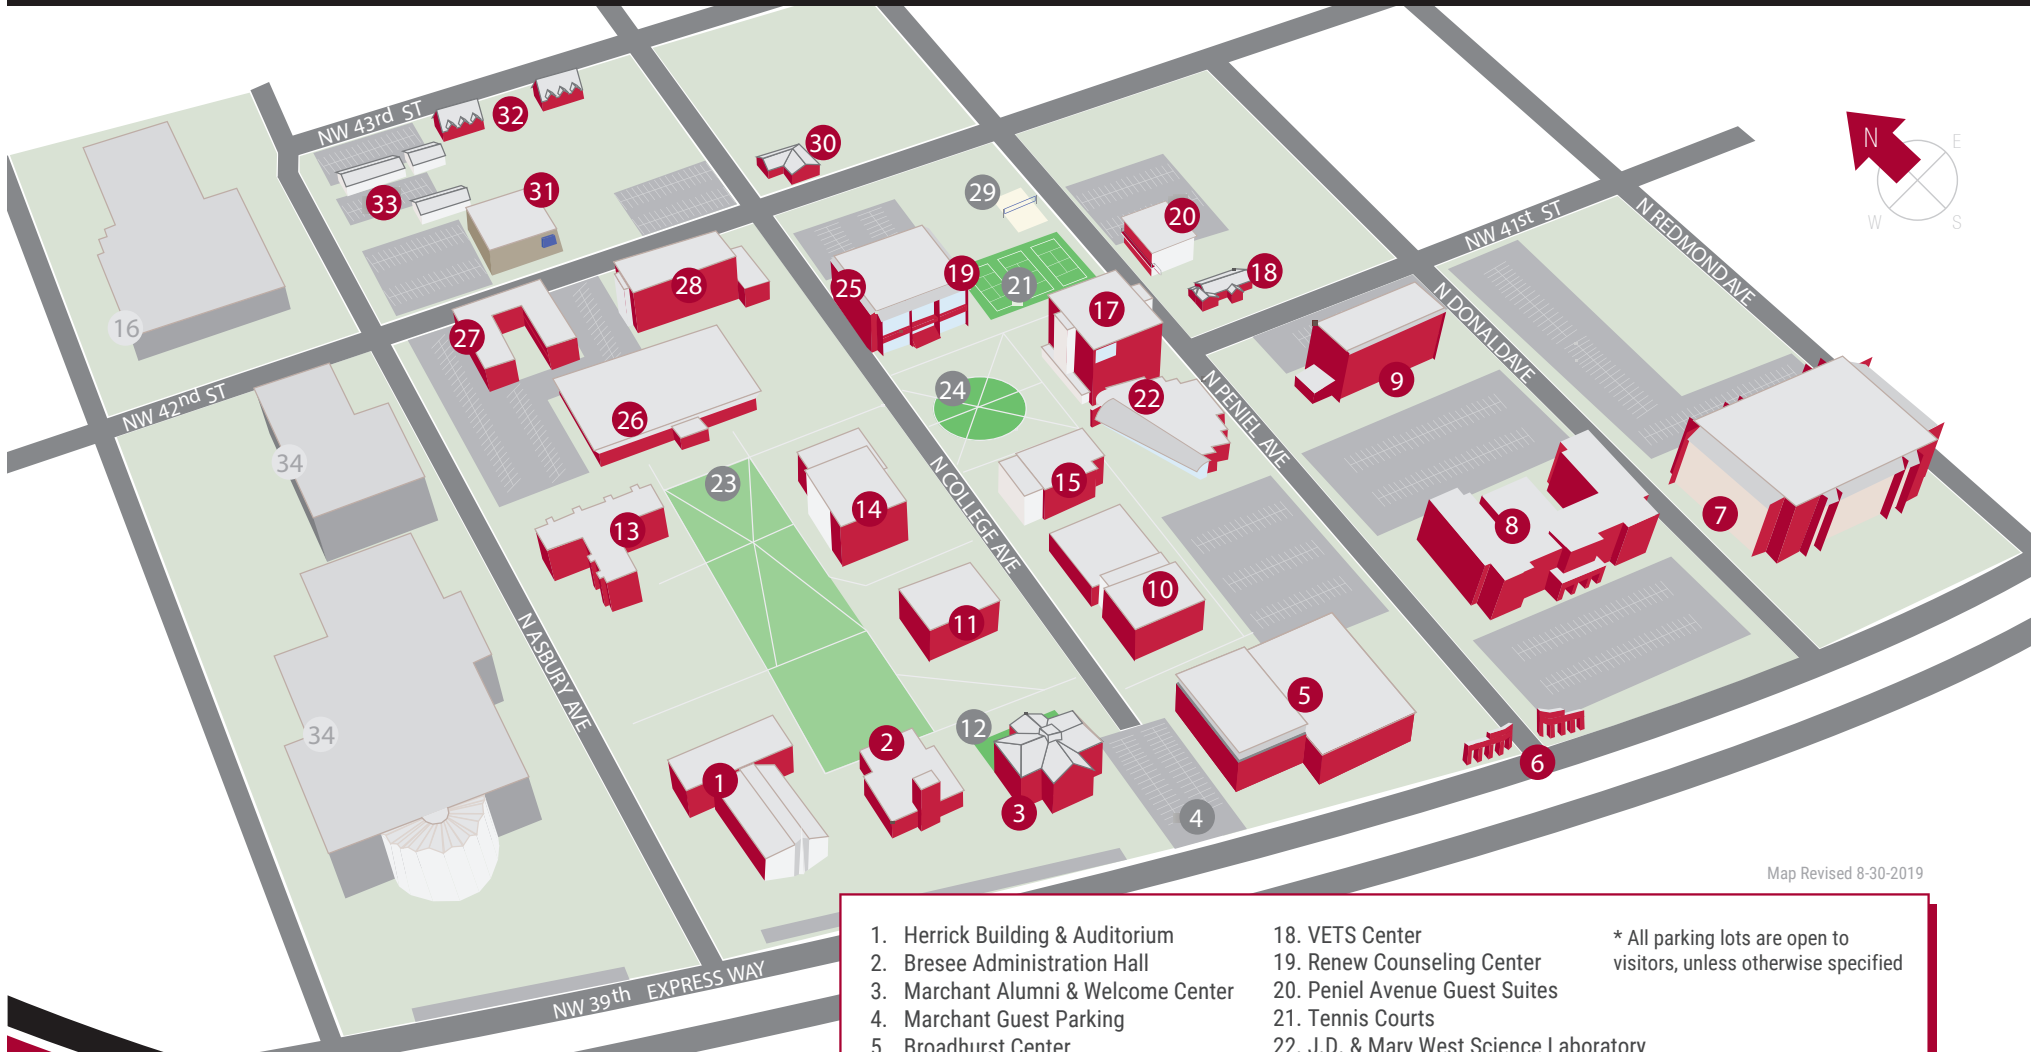 NW 43rd ST
32
30
N
E
W
S
33
31
29
20
NW 41st ST
N REDMOND AVE
16
28
25
19
21
18
27
17
N DONALD AVE
NW 42nd ST
26
24
22
N PENIEL AVE
9
34
23
14
N COLLEGE AVE
15
13
8
7
11
10
N ASBURY AVE
34
5
2
12
1
3
4
6
Map Revised 8-30-2019
NW 39th EXPRESS WAY
1. Herrick Building & Auditorium
2. Bresee Administration Hall
3. Marchant Alumni & Welcome Center
4. Marchant Guest Parking
5. Broadhurst Center
18. VETS Center
19. Renew Counseling Center
20. Peniel Avenue Guest Suites
21. Tennis Courts
22. J.D. & Mary West Science Laboratory
* All parking lots are open to
visitors, unless otherwise specified